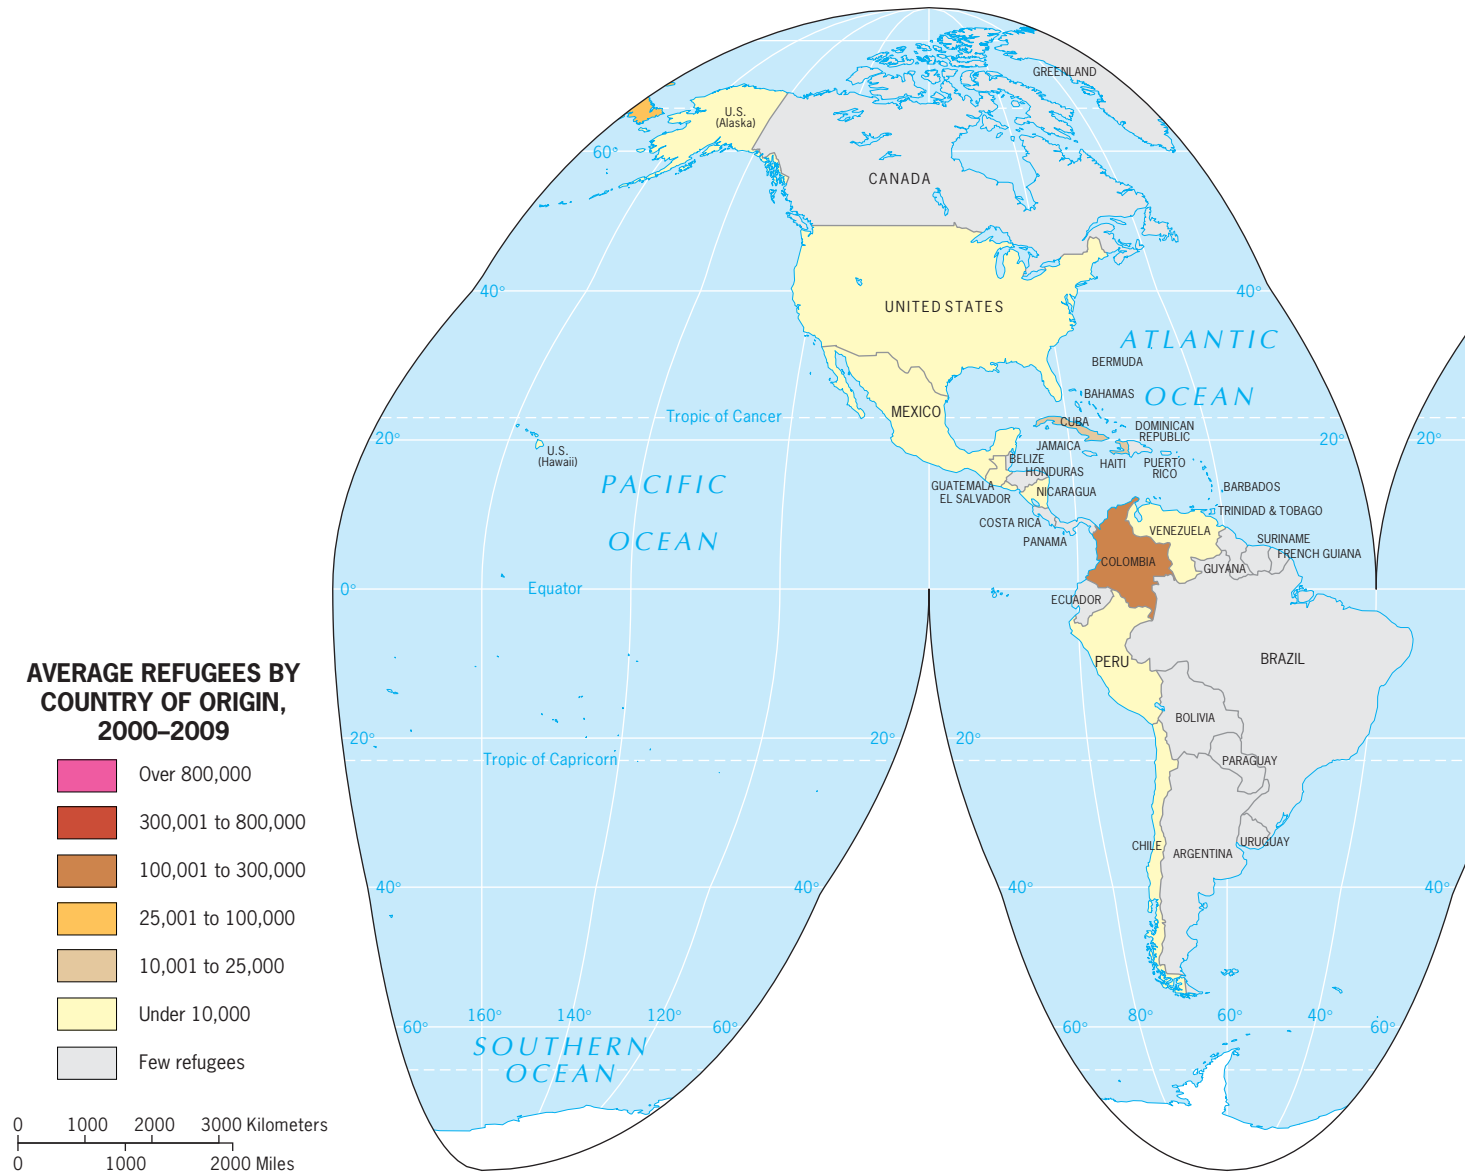 GREENLAND
U.S.
(Alaska)
60°
CANADA
40°
40°
UNITED STATES
ATLANTIC
OCEAN
BERMUDA
BAHAMAS
MEXICO
Tropic of Cancer
CUBA
DOMINICAN
REPUBLIC
20°
20°
20°
JAMAICA
U.S.
(Hawaii)
BELIZE
HAITI
PUERTO
RICO
HONDURAS
PACIFIC
OCEAN
GUATEMALA
EL SALVADOR
NICARAGUA
BARBADOS
TRINIDAD & TOBAGO
COSTA RICA
PANAMA
VENEZUELA
SURINAME
FRENCH GUIANA
COLOMBIA
GUYANA
0°
Equator
ECUADOR
PERU
BRAZIL
BOLIVIA
20°
20°
20°
Tropic of Capricorn
PARAGUAY
CHILE
ARGENTINA
URUGUAY
40°
40°
40°
40°
60°
160°
140°
120°
60°
60°
80°
60°
40°
60°
SOUTHERN
OCEAN
AVERAGE REFUGEES BY
COUNTRY OF ORIGIN,
2000–2009
Over 800,000
300,001 to 800,000
100,001 to 300,000
25,001 to 100,000
10,001 to 25,000
Under 10,000
Few refugees
0 1000 2000 3000 Kilometers
0 1000 2000 Miles